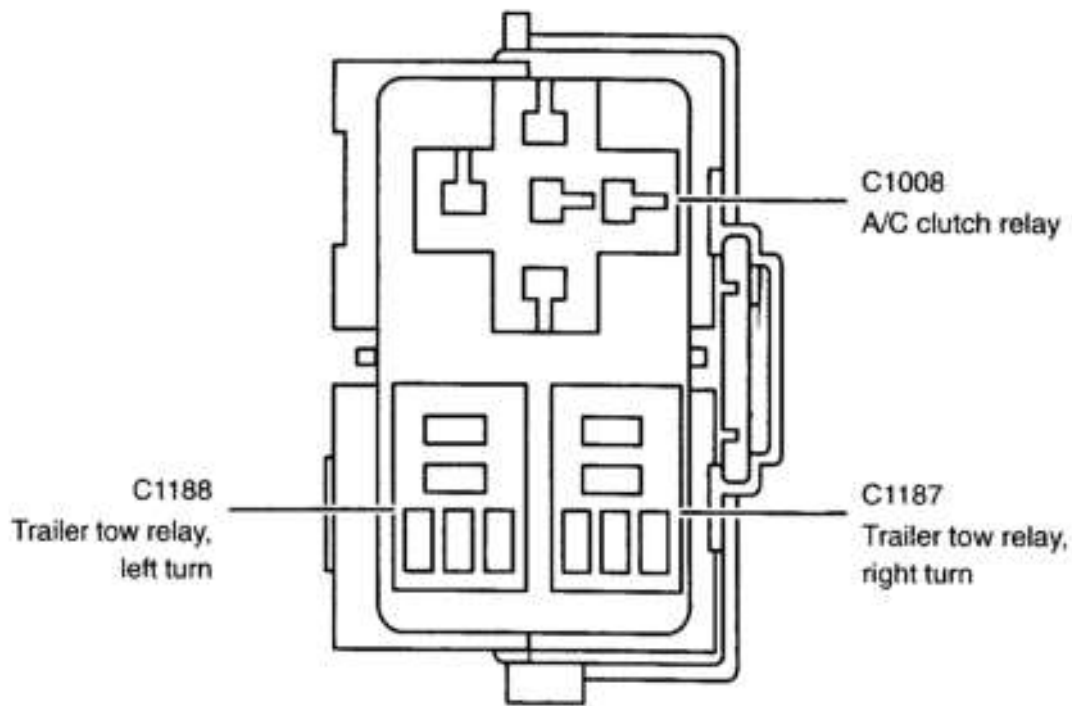 C1008
A/C clutch relay
C1188
Trailer tow relay,
left turn
C1187
Trailer tow relay,
right turn